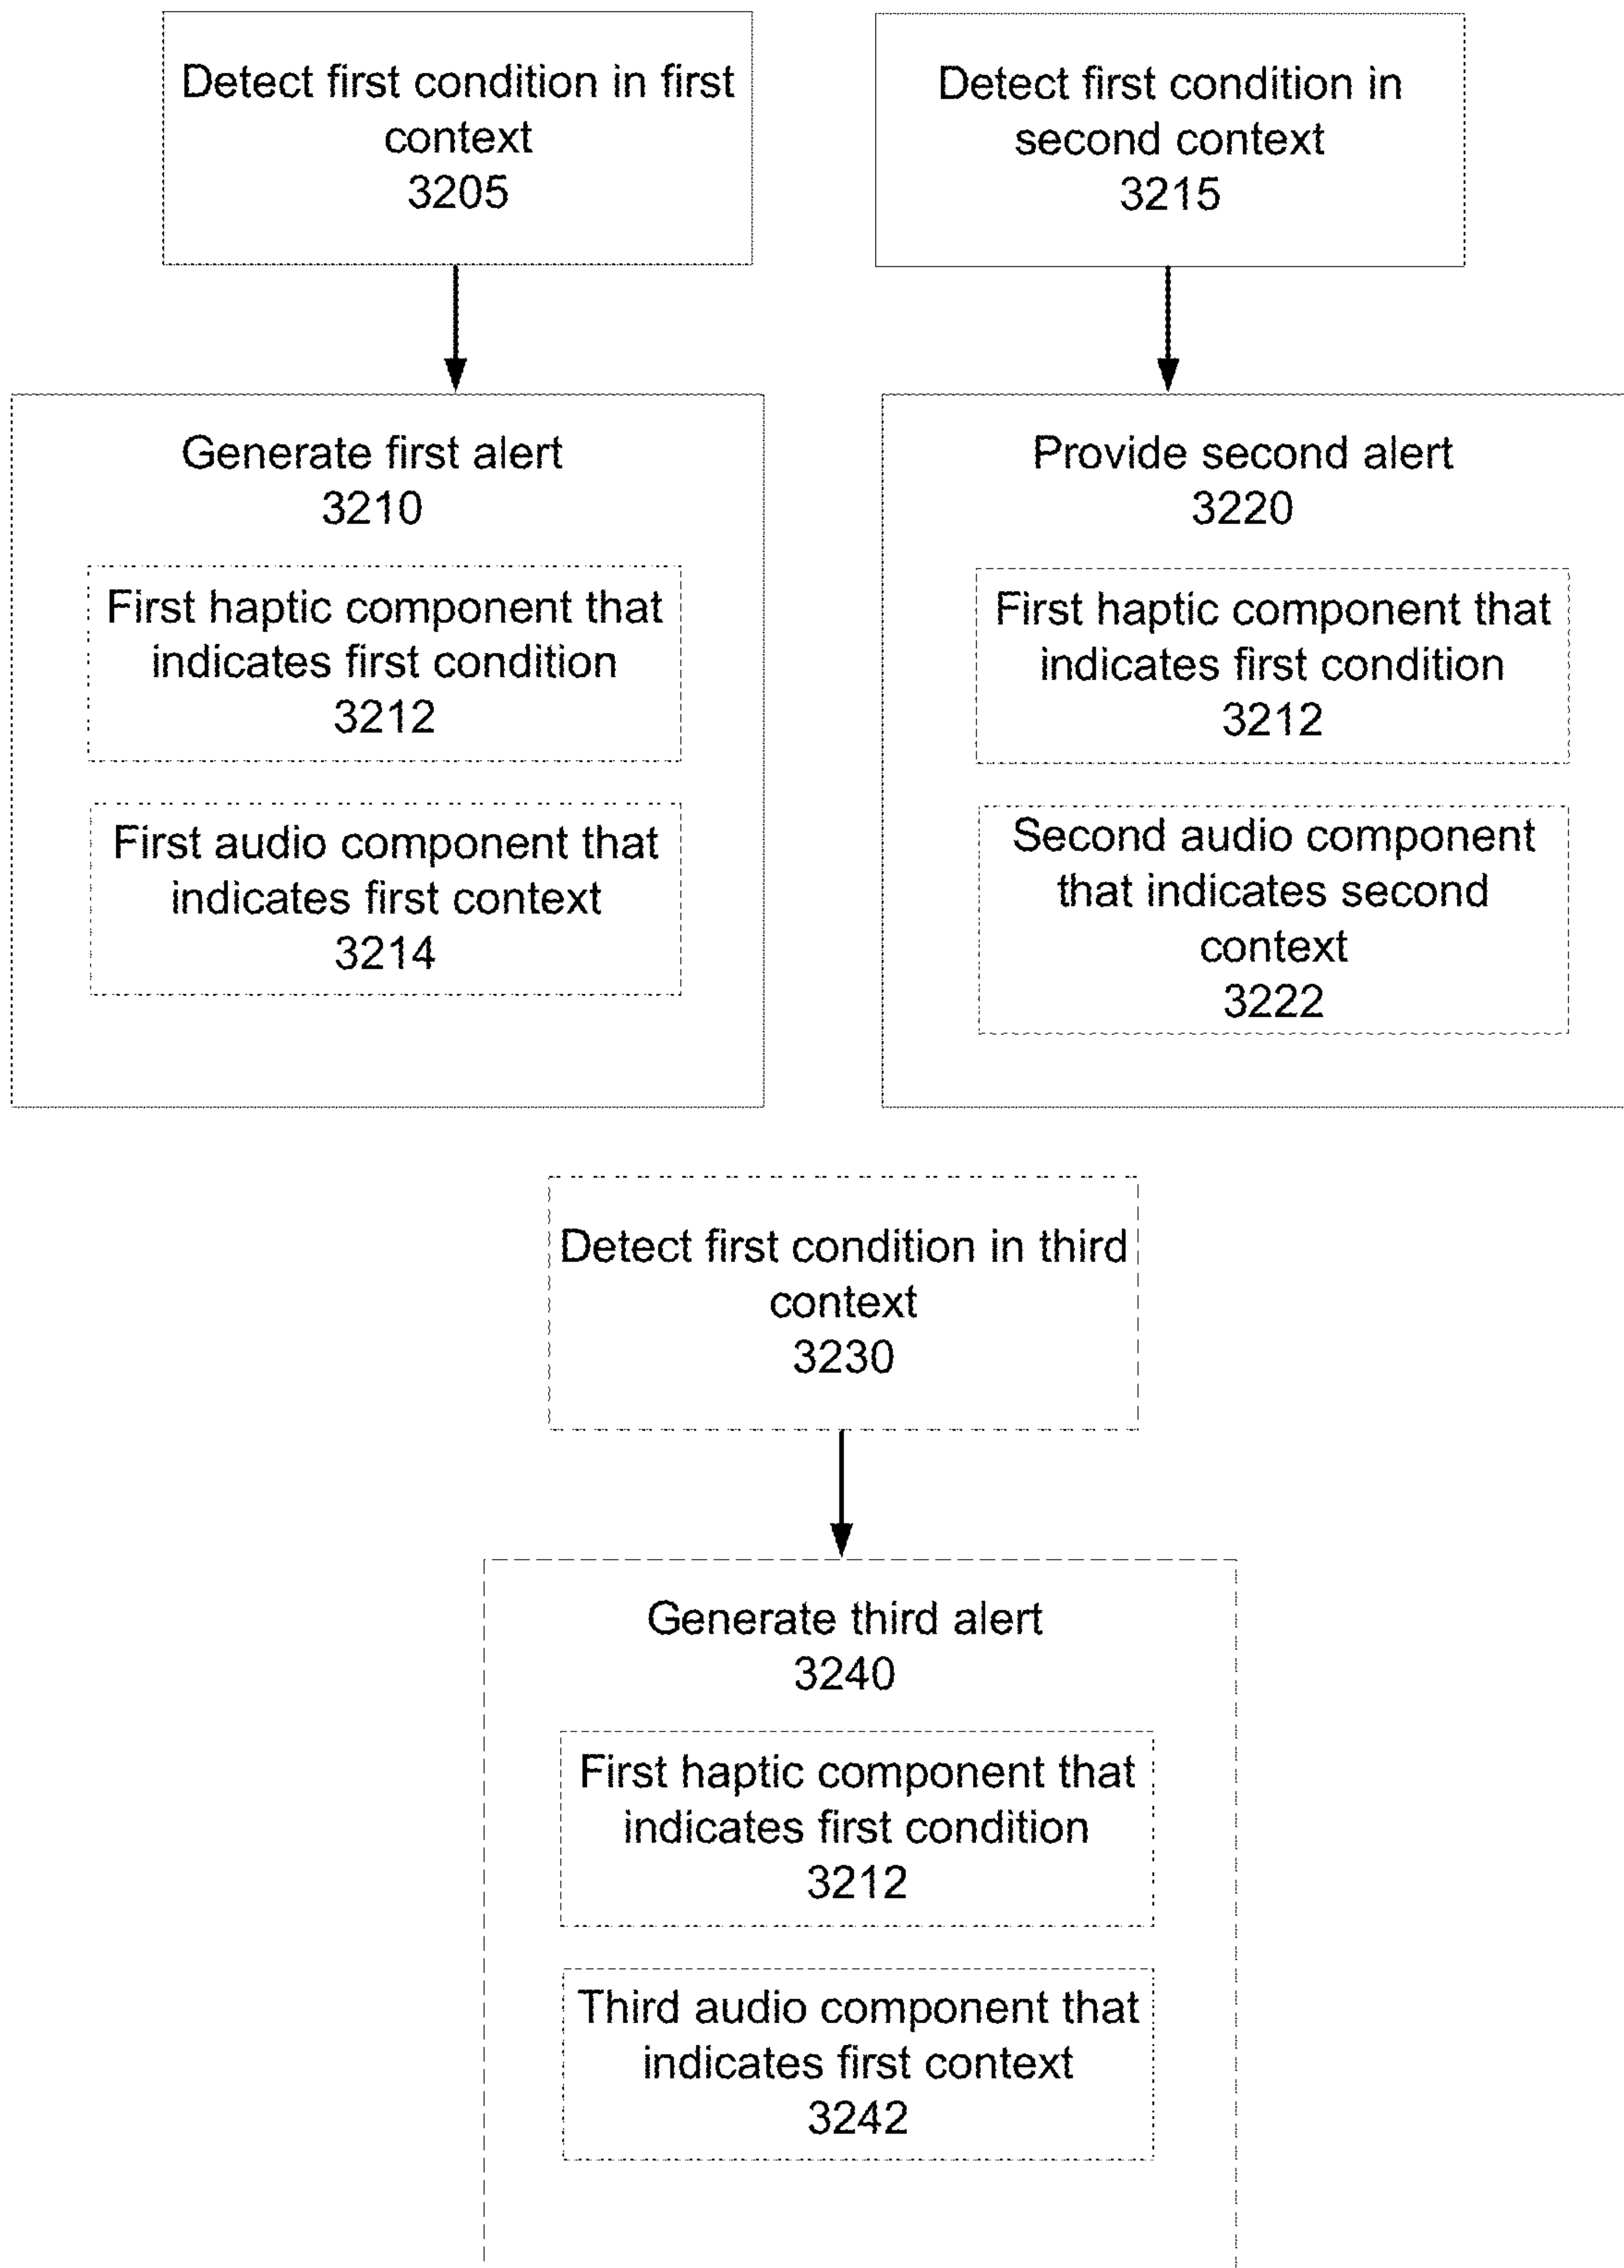 Detect first condition in first
context
3205
Detect first condition in
second context
3215
Generate first alert
3210
First haptic component that
indicates first condition
3212
First audio component that
indicates first context
3214
Provide second alert
3220
First haptic component that
indicates first condition
3212
Second audio component
that indicates second
context
3222
Detect first condition in third
context
3230
Generate third alert
3240
First haptic component that
indicates first condition
3212
Third audio component that
indicates first context
3242